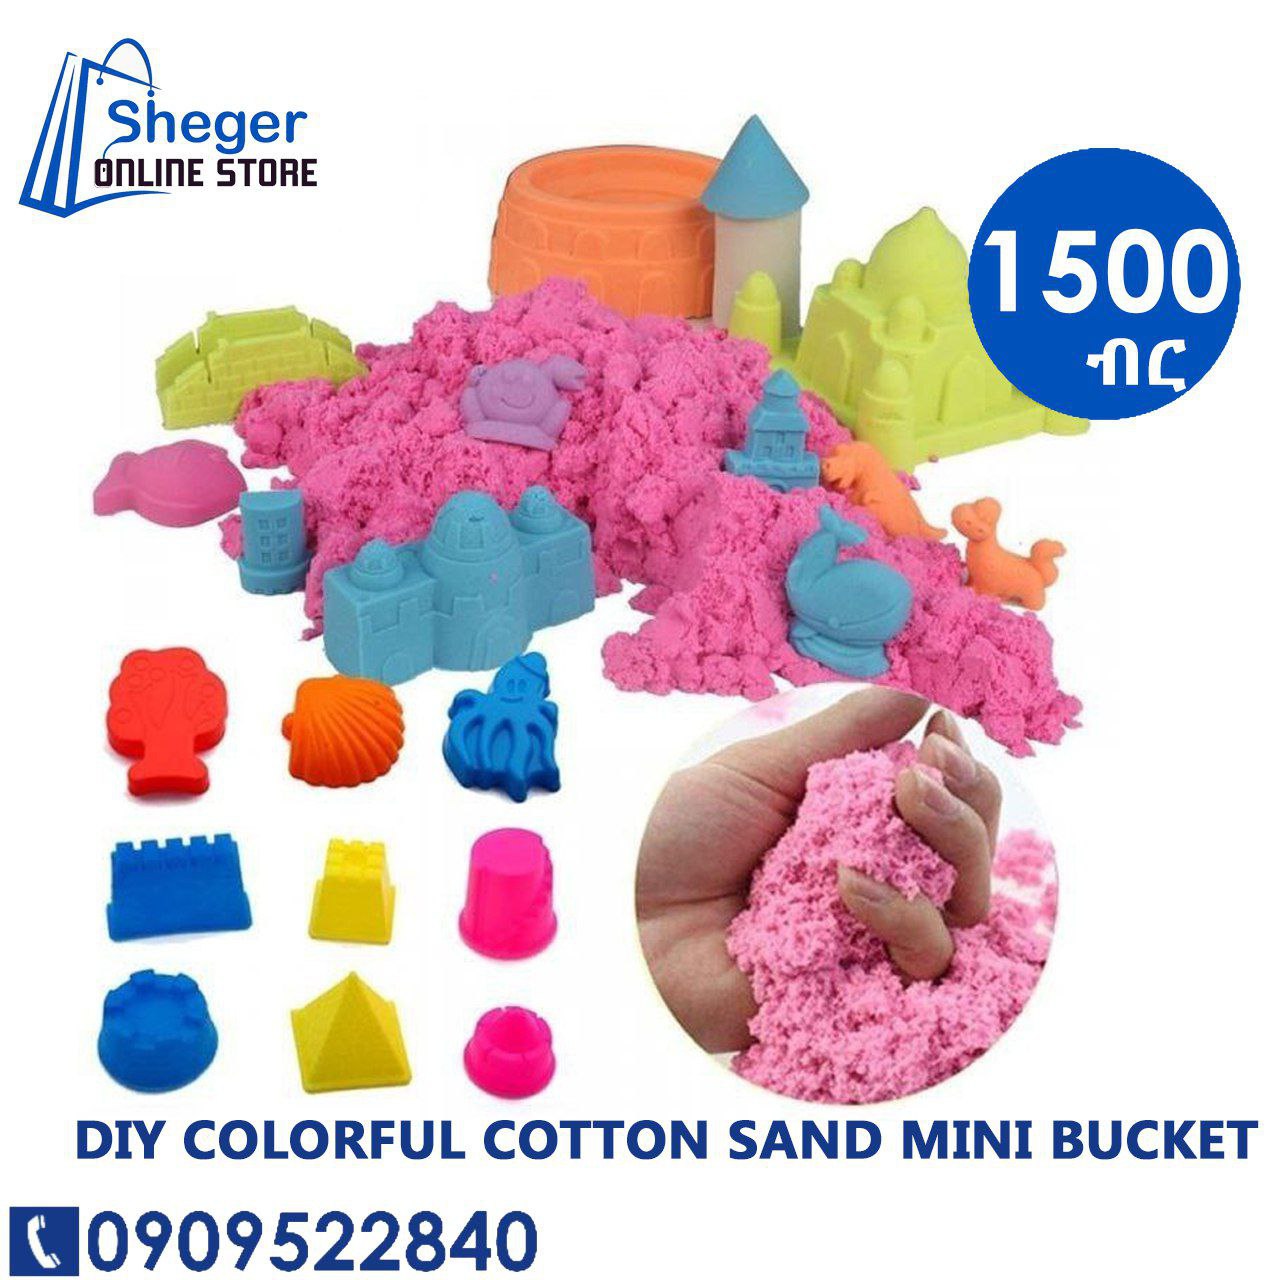 Sheger
ONLINE STORE
1500
ብር
DIY COLORFUL COTTON SAND MINI BUCKET
0909522840